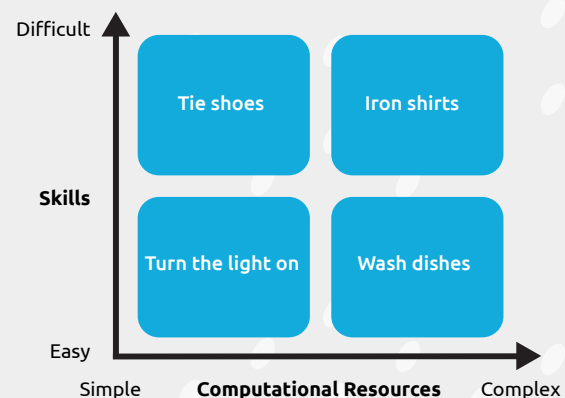 Difficult
Tie shoes
Iron shirts
Skills
Turn the light on
Wash dishes
Easy
Simple
Computational Resources
Complex